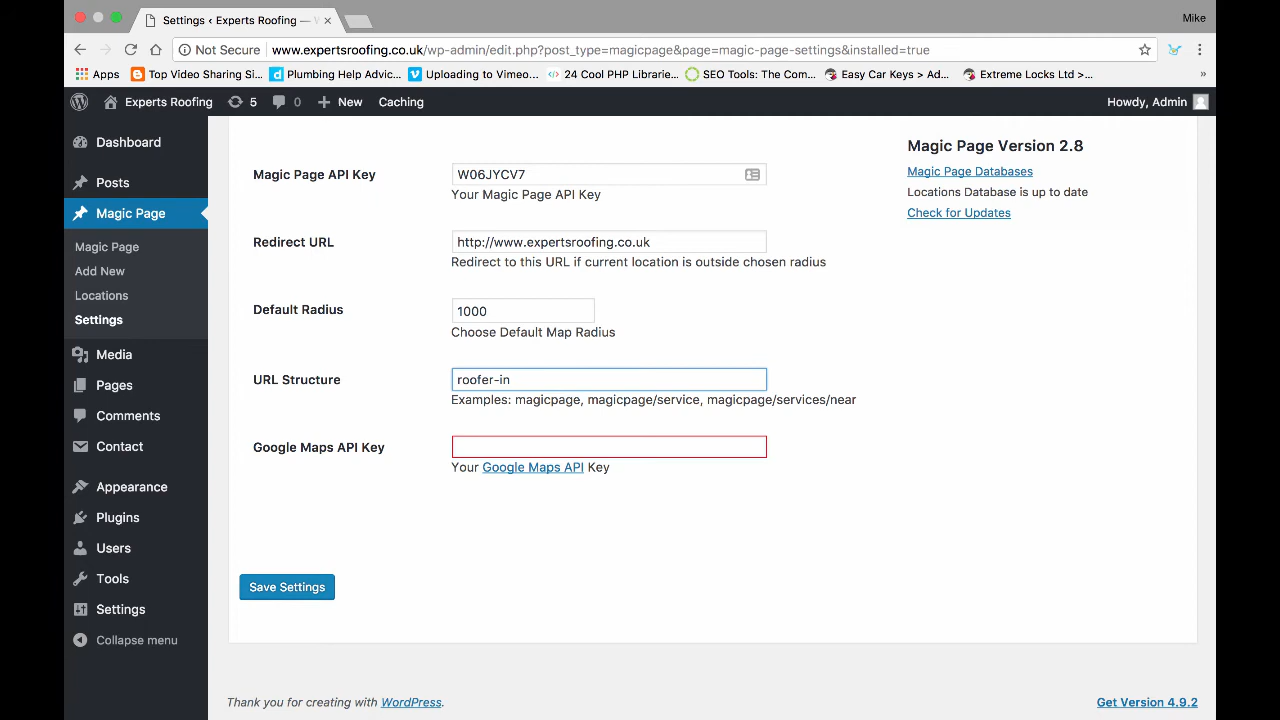 Settings ‹ Experts Roofing —
Mike
Not Secure www.expertsroofing.co.uk/wp-admin/edit.php?post_type=magicpage&page=magic-page-settings&installed=true
Apps Top Video Sharing Si... Plumbing Help Advic... Uploading to Vimeo... 24 Cool PHP Librarie... SEO Tools: The Com... Easy Car Keys > Ad... Extreme Locks Ltd >... »
Experts Roofing 5 0 New Caching Howdy, Admin
Dashboard
Posts
Magic Page
Magic Page
Add New
Locations
Settings
Media
Pages
Comments
Contact
Appearance
Plugins
Users
Tools
Settings
Collapse menu
Magic Page API Key W06JYCV7
Your Magic Page API Key
Redirect URL http://www.expertsroofing.co.uk
Redirect to this URL if current location is outside chosen radius
Default Radius 1000
Choose Default Map Radius
URL Structure roofer-in
Examples: magicpage, magicpage/service, magicpage/services/near
Google Maps API Key
Your Google Maps API Key
Save Settings
Magic Page Version 2.8
Magic Page Databases
Locations Database is up to date
Check for Updates
Thank you for creating with WordPress.
Get Version 4.9.2